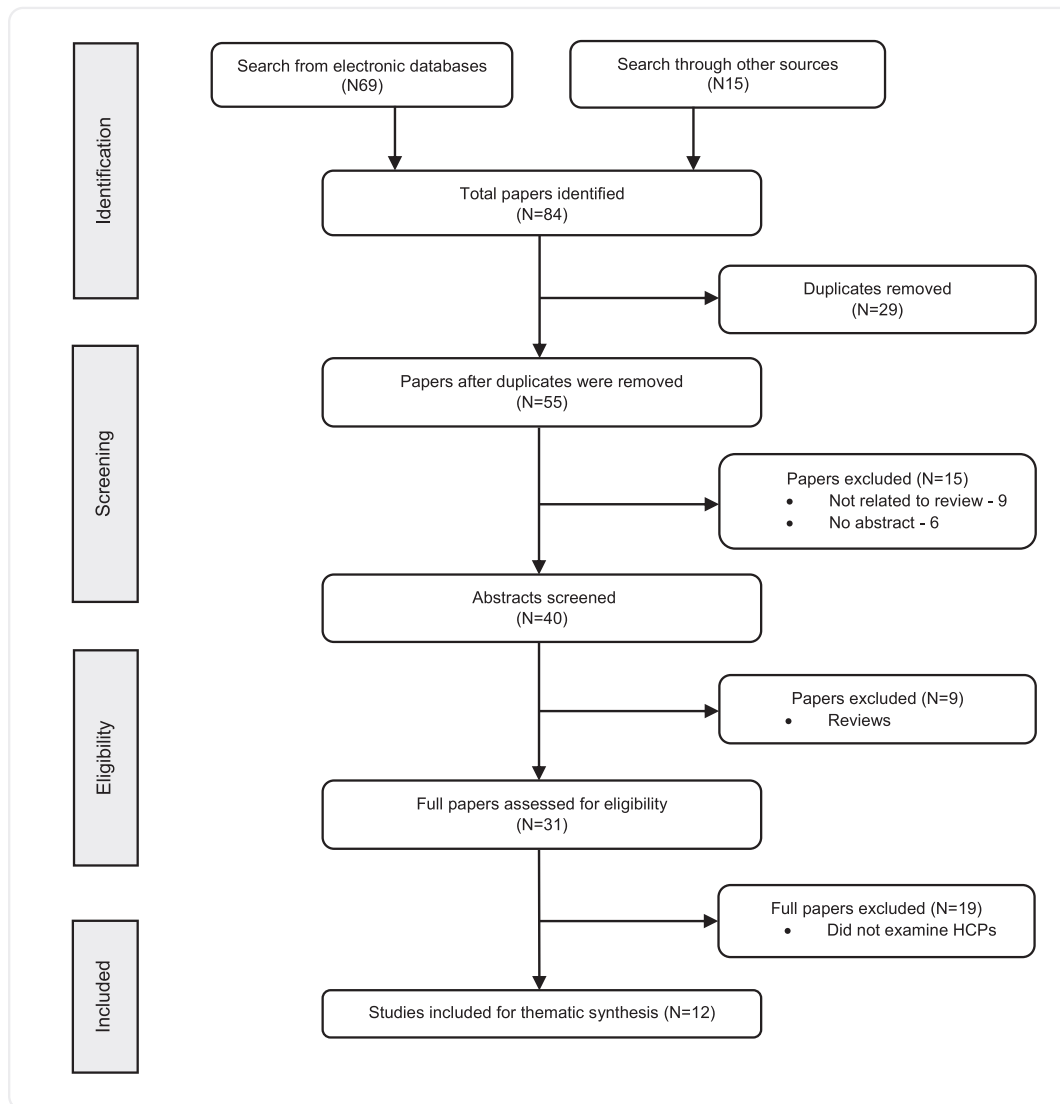 Identification
Search from electronic databases
(N69)
Search through other sources
(N15)
Total papers identified
(N=84)
Duplicates removed
(N=29)
Screening
Papers after duplicates were removed
(N=55)
Papers excluded (N=15)
• Not related to review - 9
• No abstract - 6
Abstracts screened
(N=40)
Eligibility
Papers excluded (N=9)
• Reviews
Full papers assessed for eligibility
(N=31)
Full papers excluded (N=19)
• Did not examine HCPs
Included
Studies included for thematic synthesis (N=12)